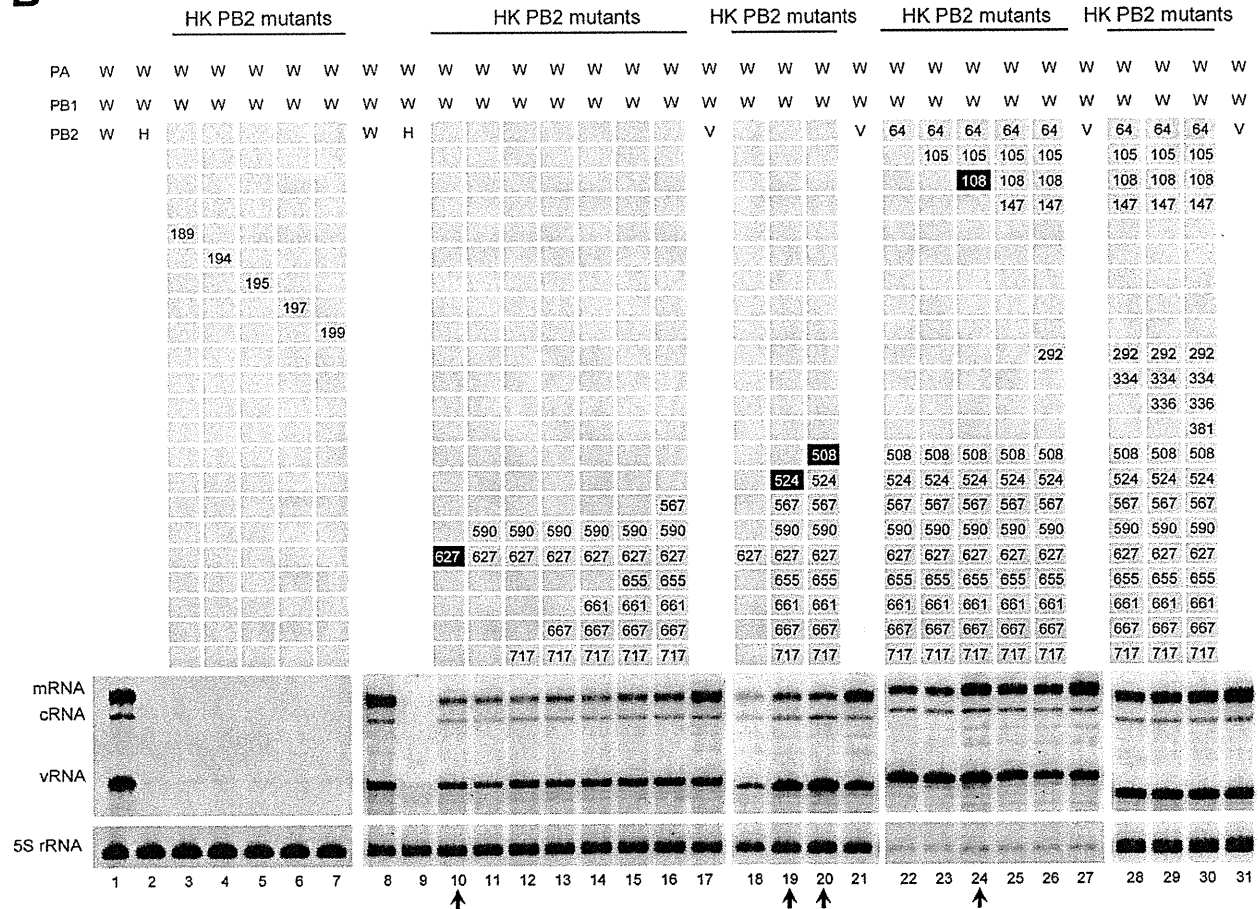 HK PB2 mutants HK PB2 mutants HK PB2 mutants HK PB2 mutants HK PB2 mutants
PA W W W W W W W W W W W W W W W W W W W W W W W W W W W W W W W
PB1 W W W W W W W W W W W W W W W W W W W W W W W W W W W W W W W
PB2 W H W H V V 64 64 64 64 64 V 64 64 64 V
105 105 105 105 105 105 105
108 108 108 108 108 108
147 147 147 147 147
189
194
195
197
199
292 292 292 292
334 334 334
336 336
381
508 508 508 508 508 508 508 508 508
524 524 524 524 524 524 524 524 524 524
567 567 567 567 567 567 567 567 567 567 567
590 590 590 590 590 590 590 590 590 590 590 590 590 590 590 590
627 627 627 627 627 627 627 627 627 627 627 627 627 627 627 627 627 627
655 655 655 655 655 655 655 655 655 655 655 655
661 661 661 661 661 661 661 661 661 661 661 661 661
667 667 667 667 667 667 667 667 667 667 667 667 667 667
717 717 717 717 717 717 717 717 717 717 717 717 717 717 717
mRNA
cRNA
vRNA
5S rRNA
1 2 3 4 5 6 7 8 9 10 11 12 13 14 15 16 17 18 19 20 21 22 23 24 25 26 27 28 29 30 31